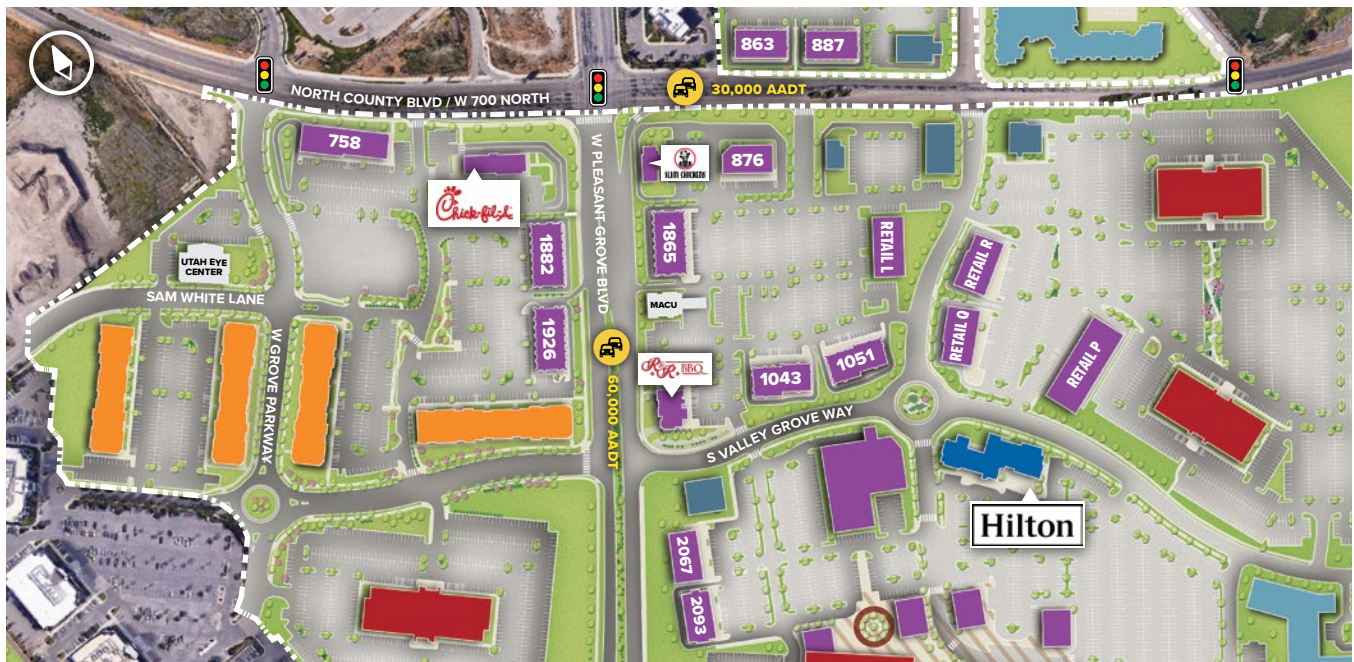 863
887
NORTH COUNTY BLVD / W 700 NORTH
30,000 AADT
758
Chick-fil-A
W PLEASANT GROVE BLVD
SLIM CHICKENS
876
1882
1865
RETAIL L
RETAIL R
UTAH EYE
CENTER
SAM WHITE LANE
MACU
1926
RETAIL Q
W GROVE PARKWAY
R&R BBQ
1043
1051
RETAIL P
60,000 AADT
S VALLEY GROVE WAY
Hilton
2067
2093